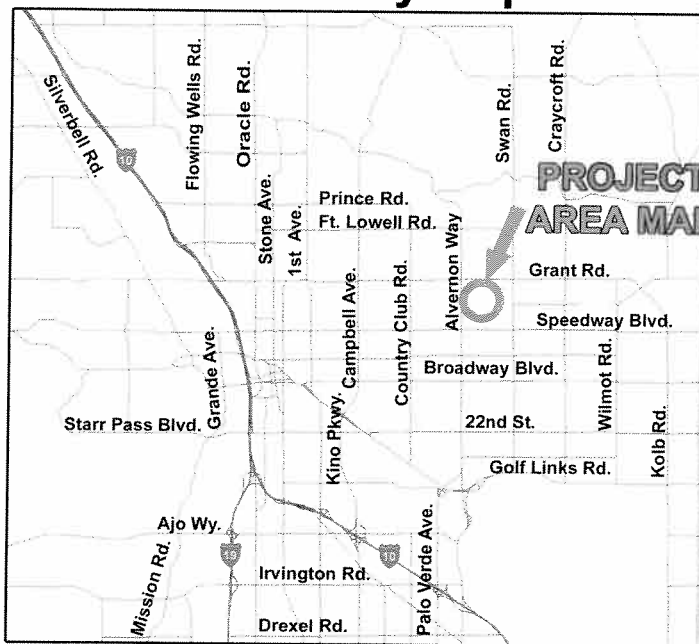 Silverbell Rd.
10
Flowing Wells Rd.
Oracle Rd.
Stone Ave.
1st Ave.
Prince Rd.
Ft. Lowell Rd.
Swan Rd.
Craycroft Rd.
PROJECT
AREA MAP
Alvernon Way
Grant Rd.
Speedway Blvd.
Campbell Ave.
Country Club Rd.
Broadway Blvd.
Grande Ave.
Starr Pass Blvd.
Kino Pkwy.
22nd St.
Wilmot Rd.
Kolb Rd.
Golf Links Rd.
Ajo Wy.
Mission Rd.
19
Irvington Rd.
10
Palo Verde Ave.
Drexel Rd.